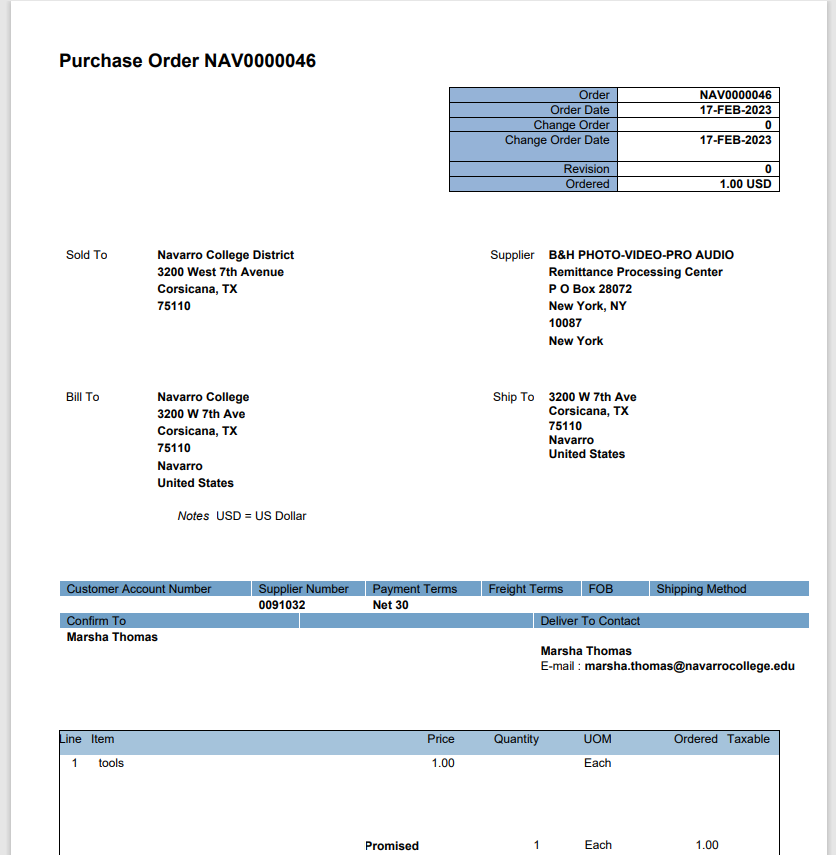 Purchase Order NAV0000046
Order NAV0000046
Order Date 17-FEB-2023
Change Order 0
Change Order Date 17-FEB-2023
Revision 0
Ordered 1.00 USD
Sold To Navarro College District
3200 West 7th Avenue
Corsicana, TX
75110
Supplier B&H PHOTO-VIDEO-PRO AUDIO
Remittance Processing Center
P O Box 28072
New York, NY
10087
New York
Bill To Navarro College
3200 W 7th Ave
Corsicana, TX
75110
Navarro
United States
Ship To 3200 W 7th Ave
Corsicana, TX
75110
Navarro
United States
Notes USD = US Dollar
Customer Account Number Supplier Number Payment Terms Freight Terms FOB Shipping Method
0091032 Net 30
Confirm To Deliver To Contact
Marsha Thomas
Marsha Thomas
E-mail : marsha.thomas@navarrocollege.edu
Line Item Price Quantity UOM Ordered Taxable
1 tools 1.00 Each
Promised 1 Each 1.00